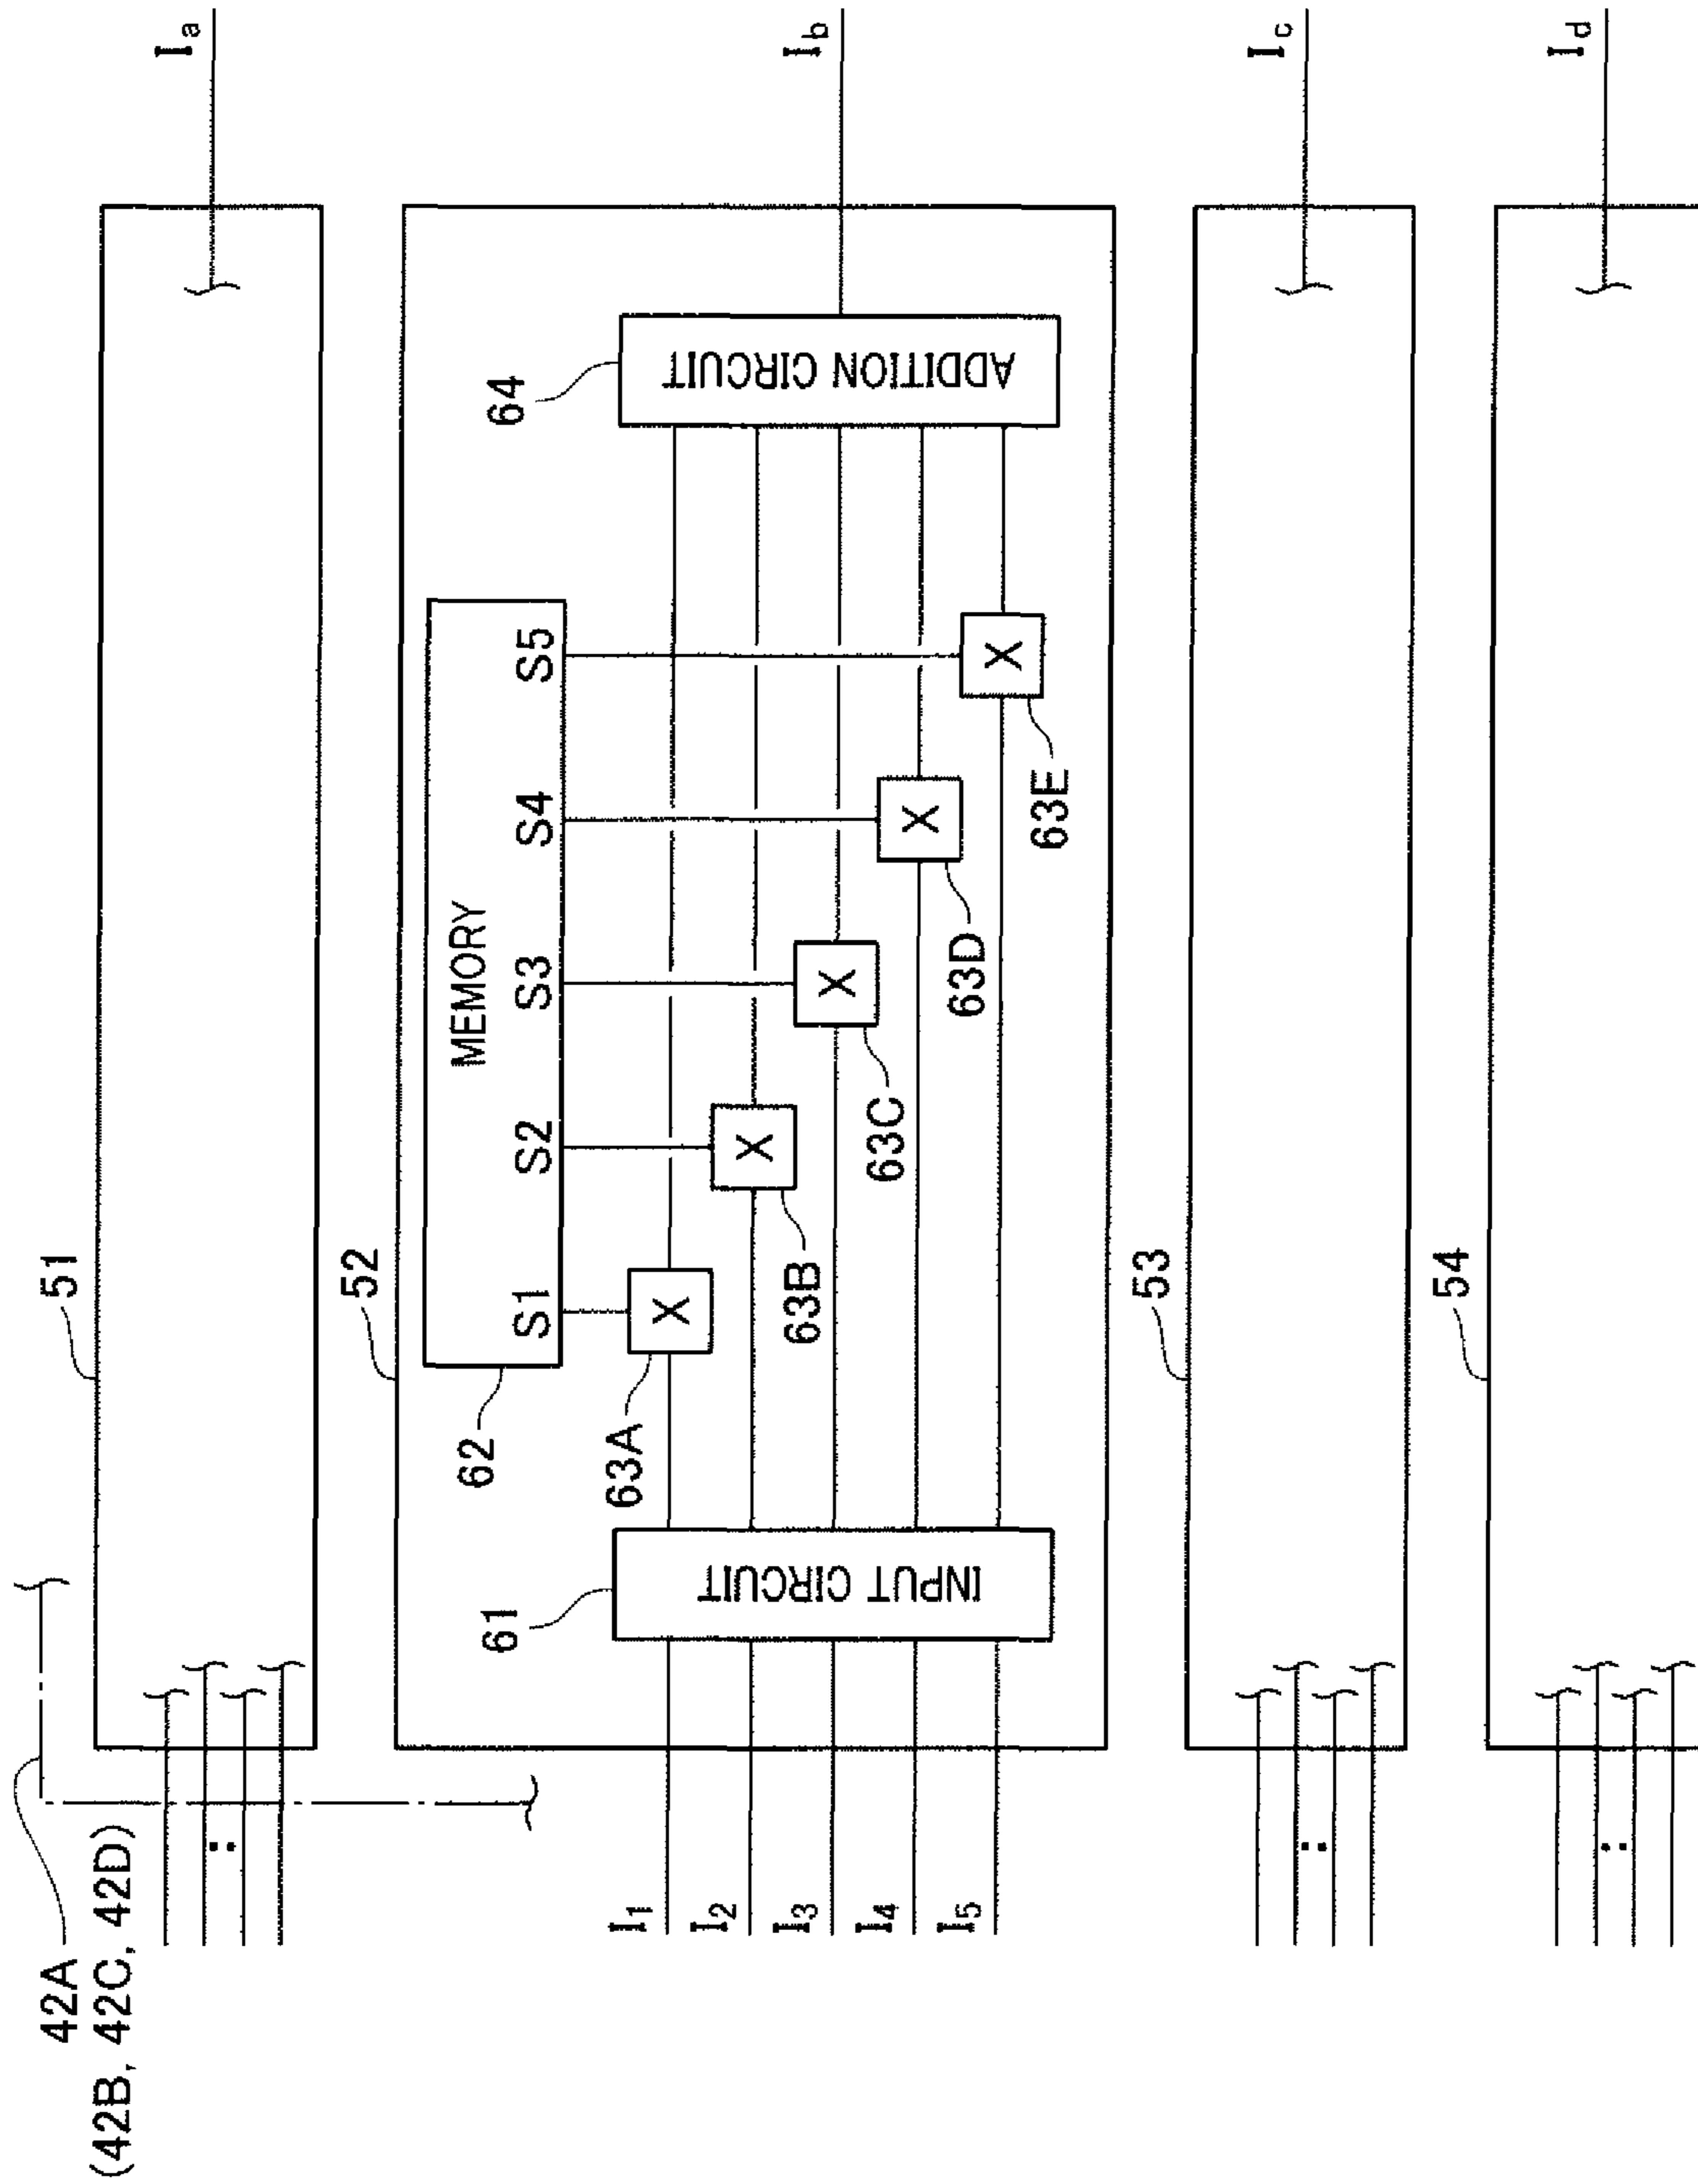 42A
(42B, 42C, 42D)
51
Ia
52
62
MEMORY
S1
S2
S3
S4
S5
61
INPUT CIRCUIT
64
ADDITION CIRCUIT
63A
63B
63C
63D
63E
I1
I2
I3
I4
I5
Ib
53
Ic
54
Id
X
X
X
X
X